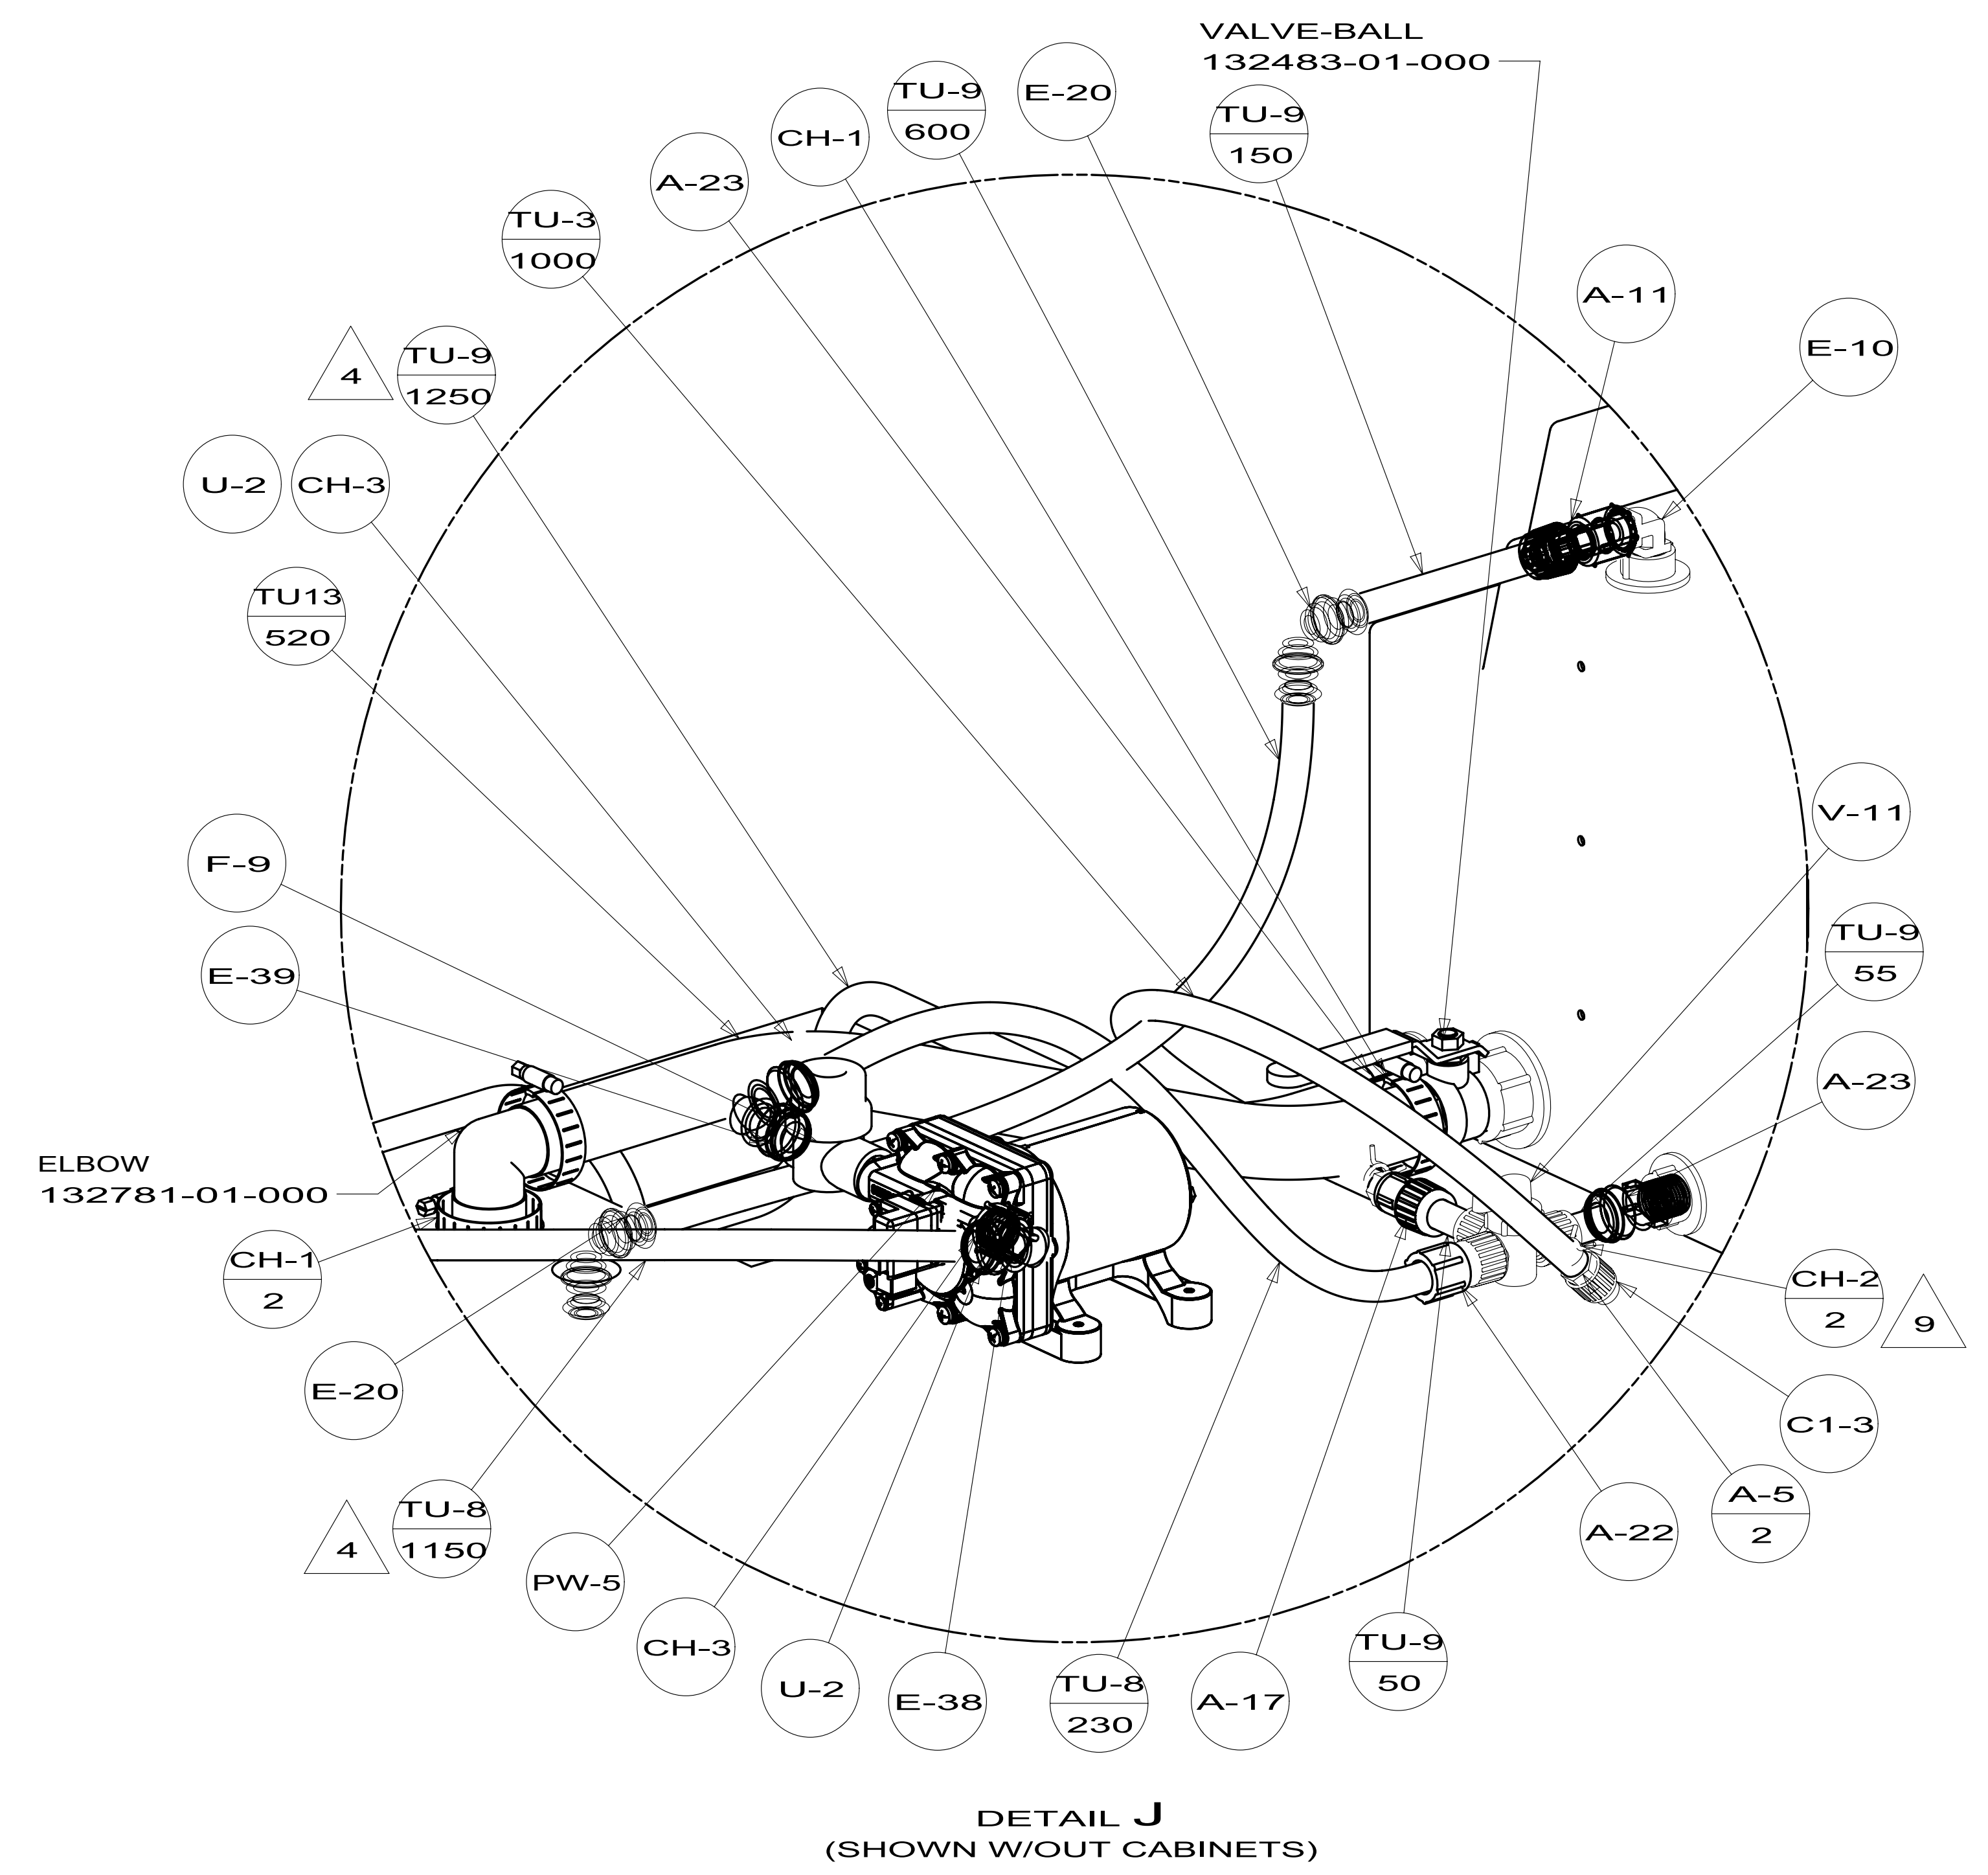 VALVE-BALL
132483-01-000
TU-9
600
E-20
TU-9
150
CH-1
A-23
TU-3
1000
A-11
E-10
4
TU-9
1250
U-2
CH-3
TU13
520
V-11
F-9
TU-9
55
E-39
A-23
ELBOW
132781-01-000
CH-1
2
CH-2
2
9
E-20
C1-3
4
TU-8
1150
A-5
2
A-22
PW-5
CH-3
TU-9
50
U-2
E-38
TU-8
230
A-17
DETAIL J
(SHOWN W/OUT CABINETS)